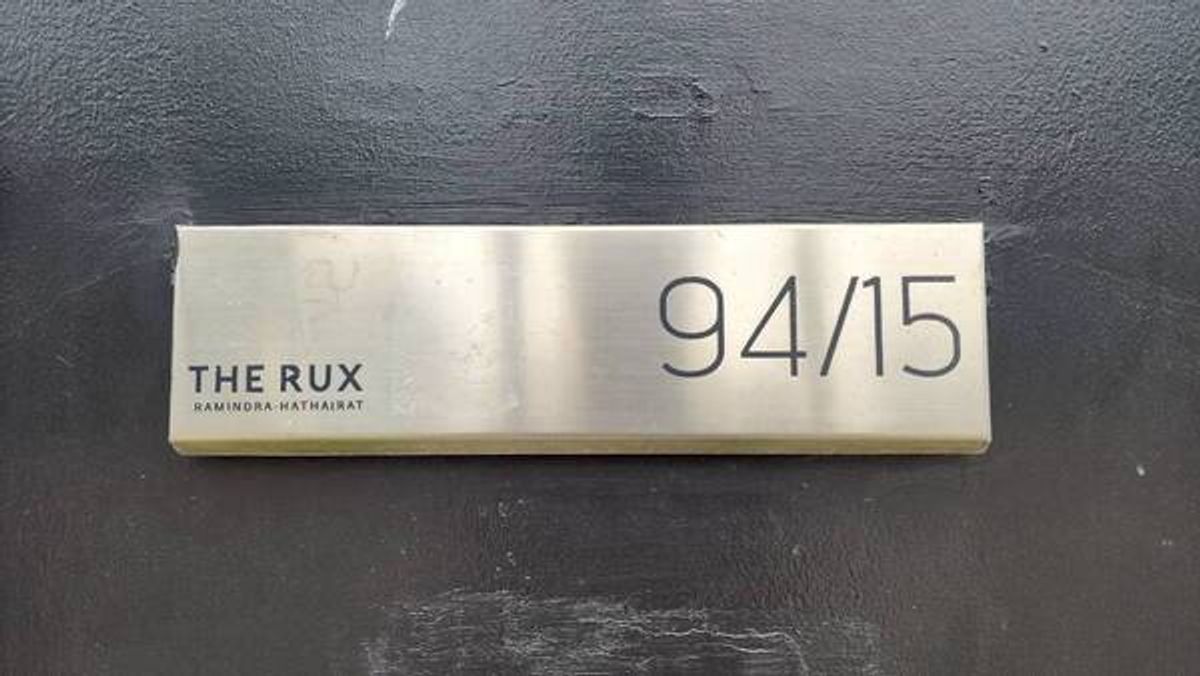 94/15
THE RUX
RAMINDRA-HATHAIRAT